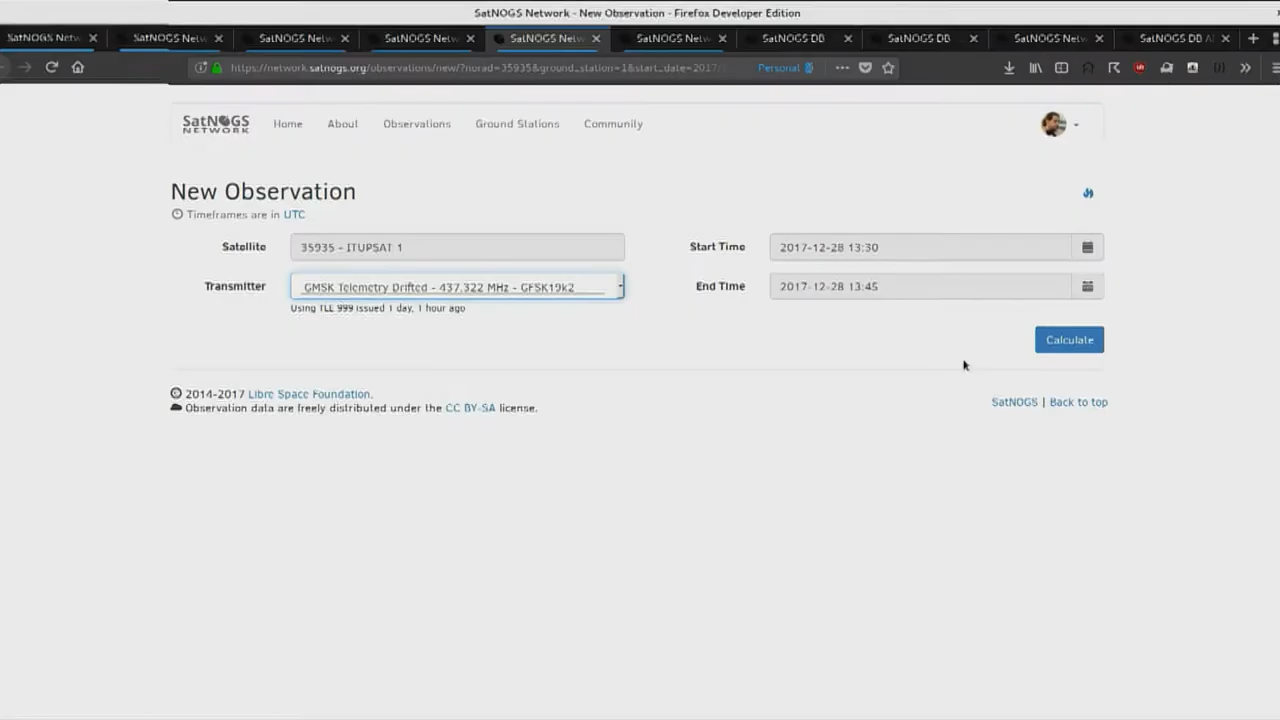 SatNOGS Network - New Observation - Firefox Developer Edition
SatNOGS Netw SatNOGS Netw SatNOGS Netw SatNOGS Netw SatNOGS Netw SatNOGS Netw SatNOGS DB SatNOGS DB SatNOGS Netw SatNOGS DB A
https://network.satnogs.org/observations/new/?norad=35935&ground_station=1&start_date=2017/ Personal
SatNOGS NETWORK Home About Observations Ground Stations Community
New Observation
Timeframes are in UTC
Satellite 35935 - ITUPSAT 1 Start Time 2017-12-28 13:30
Transmitter GMSK Telemetry Drifted - 437.322 MHz - GFSK19k2 End Time 2017-12-28 13:45
Using TLE 999 issued 1 day, 1 hour ago
Calculate
© 2014-2017 Libre Space Foundation.
Observation data are freely distributed under the CC BY-SA license.
SatNOGS | Back to top